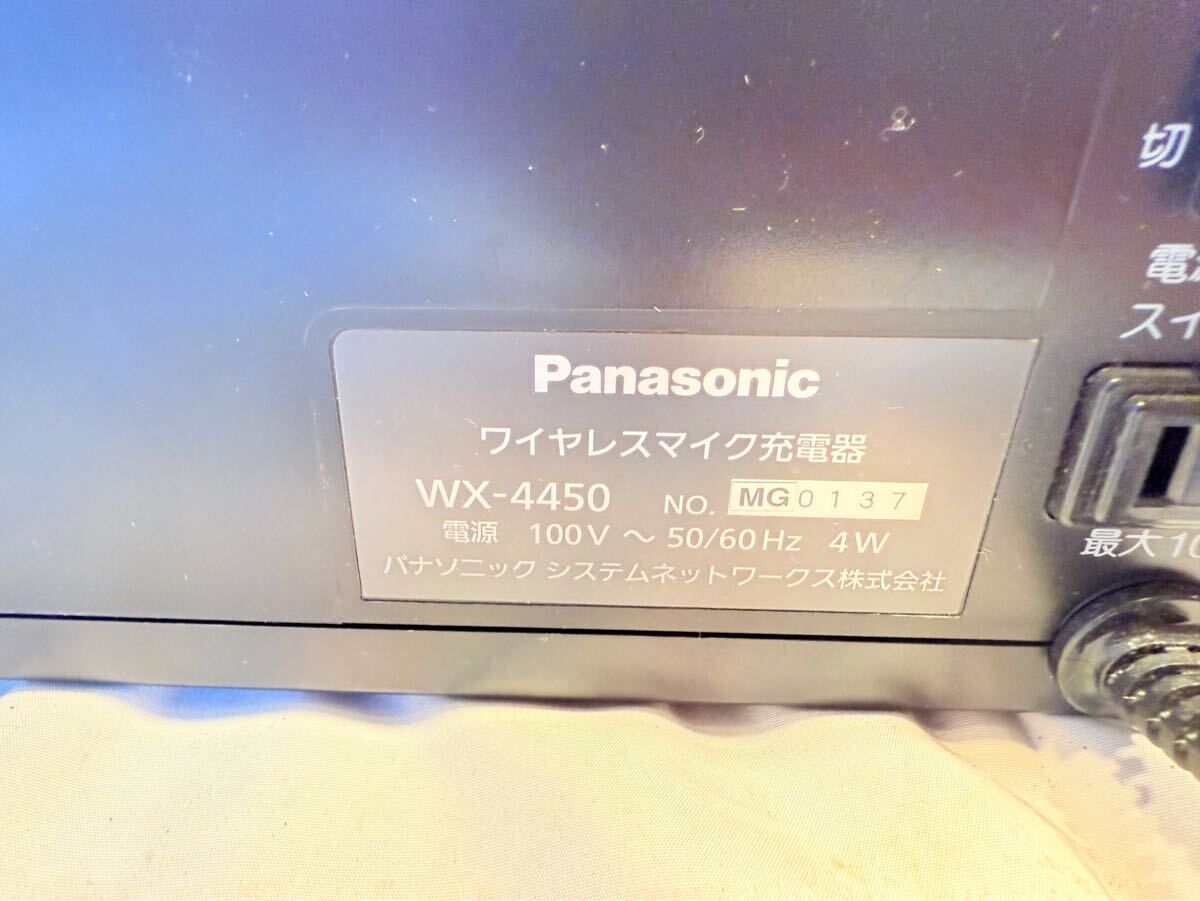 切
電
スイ
Panasonic
ワイヤレスマイク充電器
WX-4450 NO. MG0137
電源 100V ～ 50/60Hz 4W
パナソニック システムネットワークス株式会社
最大10